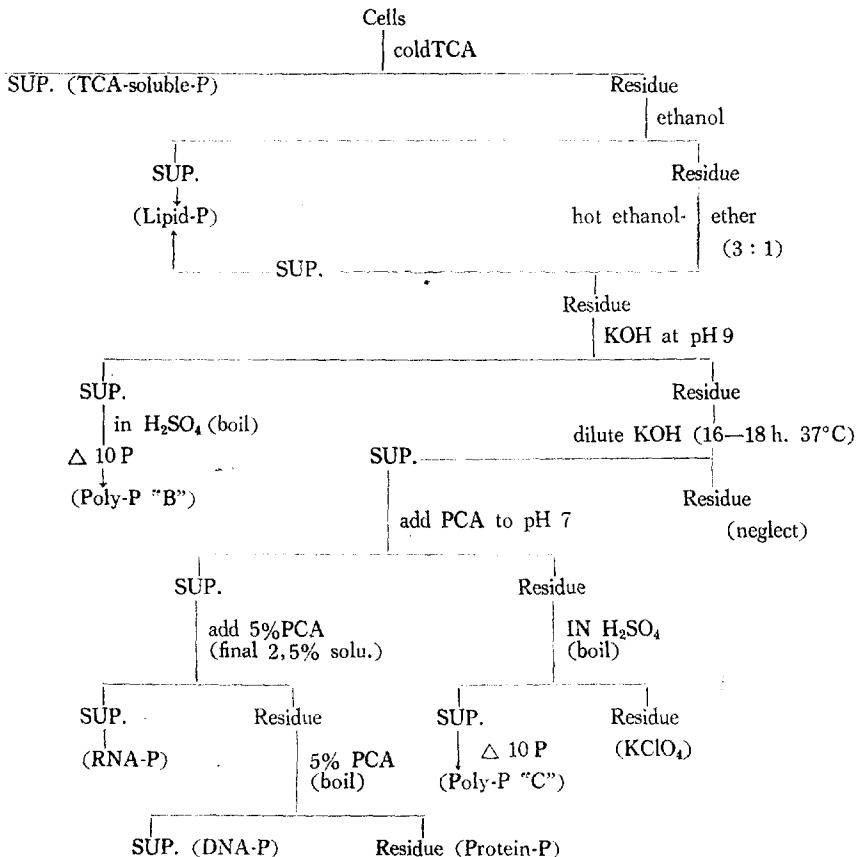 Cells
coldTCA
SUP. (TCA-soluble-P) Residue
ethanol
SUP. Residue
(Lipid-P) hot ethanol- ether
(3 : 1)
SUP.
Residue
KOH at pH 9
SUP. Residue
in H₂SO₄ (boil)
dilute KOH (16—18 h. 37°C)
△ 10 P SUP.
(Poly-P "B") Residue
add PCA to pH 7 (neglect)
SUP. Residue
add 5%PCA IN H₂SO₄
(final 2,5% solu.) (boil)
SUP. Residue SUP. Residue
(RNA-P) 5% PCA △ 10 P (KClO₄)
(boil) (Poly-P "C")
SUP. (DNA-P) Residue (Protein-P)